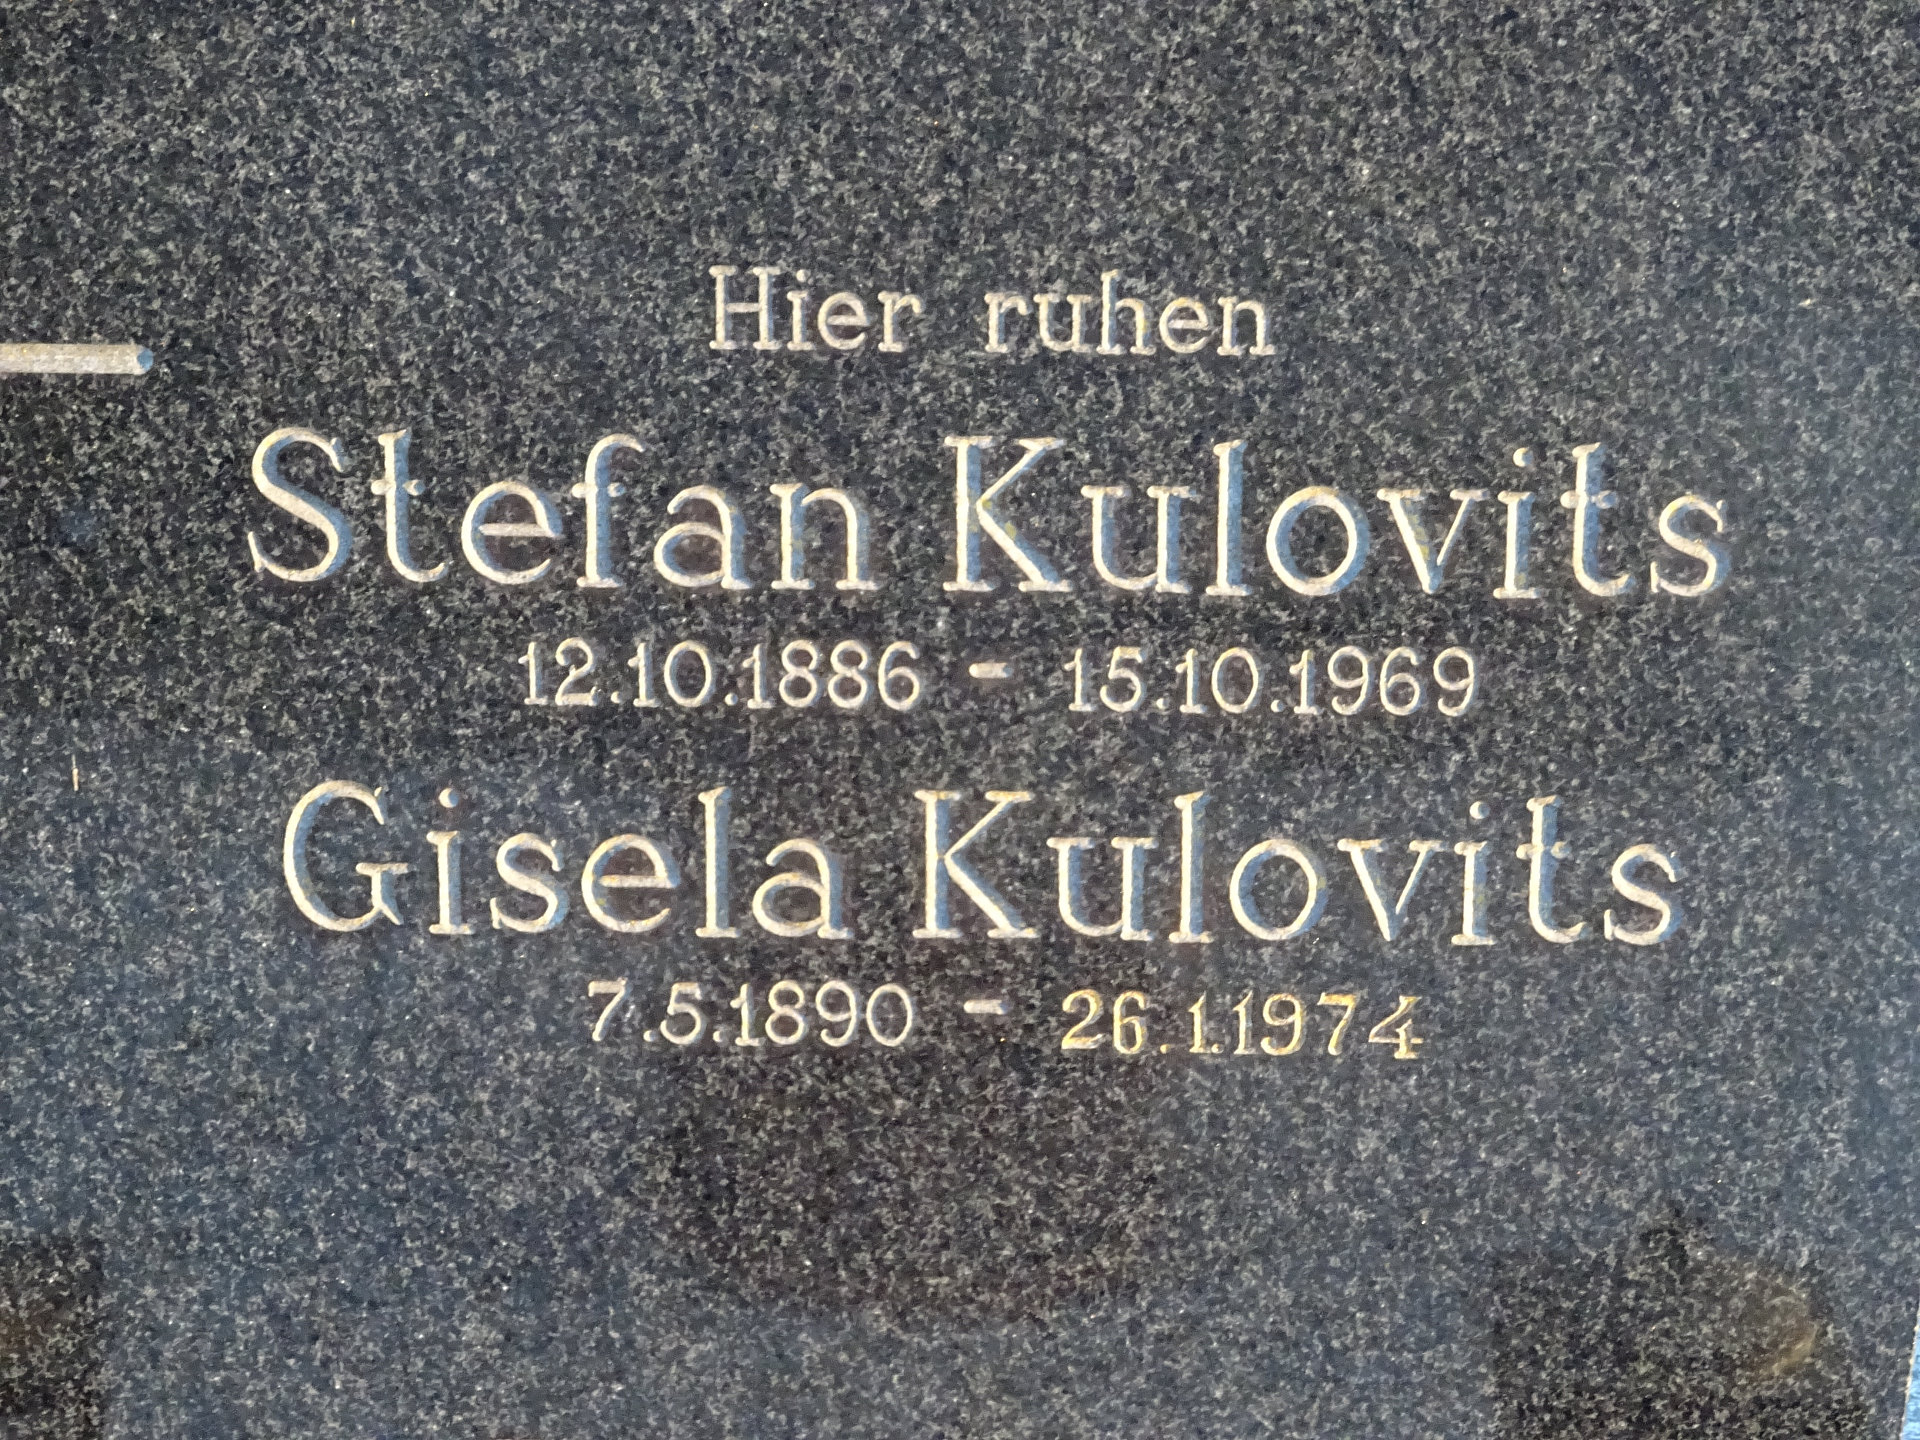 Hier ruhen
Stefan Kulovits
12.10.1886 - 15.10.1969
Gisela Kulovits
7.5.1890 - 26.1.1974